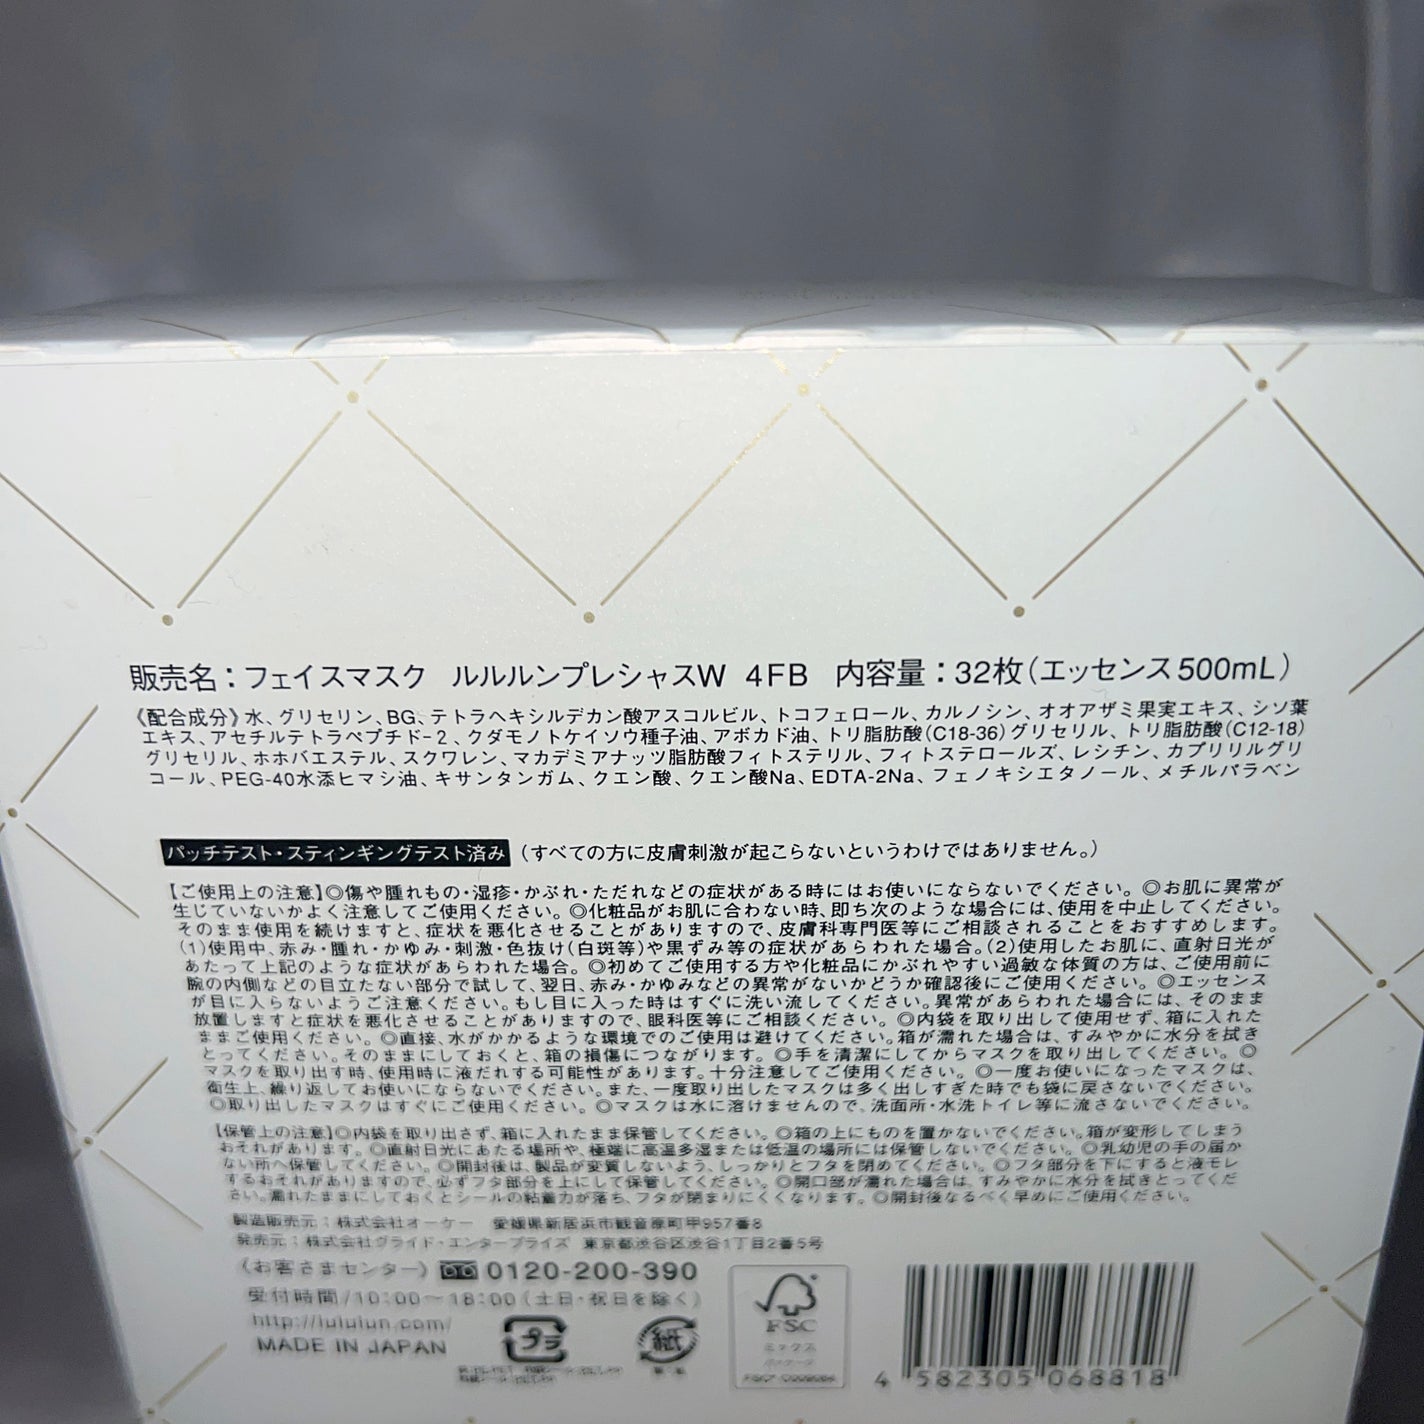 販売名：フェイスマスク　ルルルンプレシャスW　4FB　内容量：32枚（エッセンス500mL）
《配合成分》水、グリセリン、BG、テトラヘキシルデカン酸アスコルビル、トコフェロール、カルノシン、オオアザミ果実エキス、シソ葉
エキス、アセチルテトラペプチド-2、クダモノトケイソウ種子油、アボカド油、トリ脂肪酸(C18-36)グリセリル、トリ脂肪酸(C12-18)
グリセリル、ホホバエステル、スクワレン、マカデミアナッツ脂肪酸フィトステリル、フィトステロールズ、レシチン、カプリリルグリ
コール、PEG-40水添ヒマシ油、キサンタンガム、クエン酸、クエン酸Na、EDTA-2Na、フェノキシエタノール、メチルパラベン
パッチテスト・スティンギングテスト済み（すべての方に皮膚刺激が起こらないというわけではありません。）
【ご使用上の注意】◎傷や腫れもの・湿疹・かぶれ・ただれなどの症状がある時にはお使いにならないでください。◎お肌に異常が
生じていないかよく注意してご使用ください。◎化粧品がお肌に合わない時、即ち次のような場合には、使用を中止してください。
そのまま使用を続けますと、症状を悪化させることがありますので、皮膚科専門医等にご相談されることをおすすめします。
(1)使用中、赤み・腫れ・かゆみ・刺激・色抜け(白斑等)や黒ずみ等の症状があらわれた場合。(2)使用したお肌に、直射日光が
あたって上記のような症状があらわれた場合。◎初めてご使用する方や化粧品にかぶれやすい過敏な体質の方は、ご使用前に
腕の内側などの目立たない部分で試して、翌日、赤み・かゆみなどの異常がないかどうか確認後にご使用ください。◎エッセンス
が目に入らないようご注意ください。もし目に入った時はすぐに洗い流してください。異常があらわれた場合には、そのまま
放置しますと症状を悪化させることがありますので、眼科医等にご相談ください。◎内袋を取り出して使用せず、箱に入れた
ままご使用ください。◎直接、水がかかるような環境でのご使用は避けてください。箱が濡れた場合は、すみやかに水分を拭き
とってください。そのままにしておくと、箱の損傷につながります。◎手を清潔にしてからマスクを取り出してください。◎
マスクを取り出す時、使用時に液だれする可能性があります。十分注意してご使用ください。◎一度お使いになったマスクは、
衛生上、繰り返してお使いにならないでください。また、一度取り出したマスクは多く出しすぎた時でも袋に戻さないでください。
◎取り出したマスクはすぐにご使用ください。◎マスクは水に溶けませんので、洗面所・水洗トイレ等に流さないでください。
【保管上の注意】◎内袋を取り出さず、箱に入れたまま保管してください。◎箱の上にものを置かないでください。箱が変形してしまう
おそれがあります。◎直射日光にあたる場所や、極端に高温多湿または低温の場所には保管しないでください。◎乳幼児の手の届か
ない所へ保管してください。◎開封後は、製品が変質しないよう、しっかりとフタを閉めてください。◎フタ部分を下にすると液モレ
するおそれがありますので、必ずフタ部分を上にして保管してください。◎開口部が濡れた場合は、すみやかに水分を拭きとってくだ
さい。濡れたままにしておくとシールの粘着力が落ち、フタが閉まりにくくなります。◎開封後なるべく早めにご使用ください。
製造販売元：株式会社オーケー　愛媛県新居浜市観音原町甲957番8
発売元：株式会社グライド・エンタープライズ　東京都渋谷区渋谷1丁目2番5号
（お客さまセンター）0120-200-390
受付時間/10:00〜18:00（土日・祝日を除く）
http://lululun.com/
MADE IN JAPAN
プラ
紙
FSC
ミックス
4 582305 068818